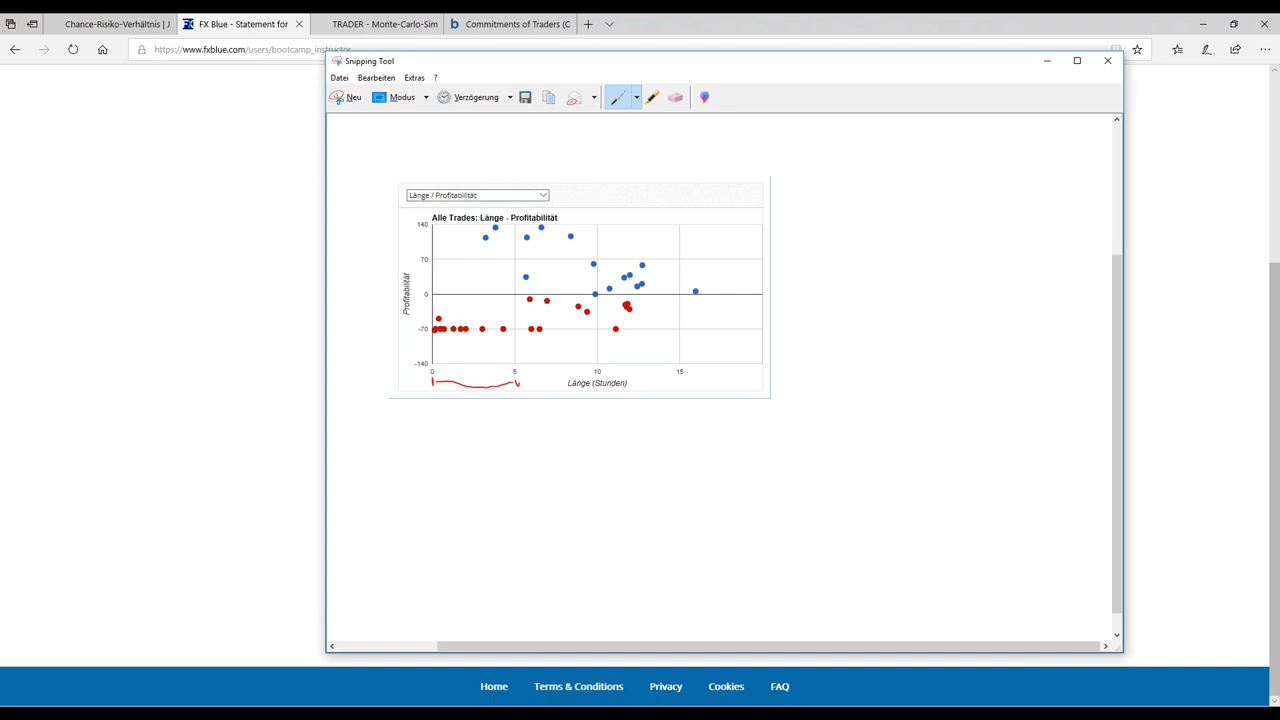 Chance-Risiko-Verhältnis | J
FX Blue - Statement for
TRADER - Monte-Carlo-Sim
Commitments of Traders (C
https://www.fxblue.com/users/bootcamp_instructor
Snipping Tool
Datei Bearbeiten Extras ?
Neu Modus Verzögerung
Länge / Profitabilität
Alle Trades: Länge - Profitabilität
140
70
0
-70
-140
Profitabilität
0 5 10 15
Länge (Stunden)
Home Terms & Conditions Privacy Cookies FAQ